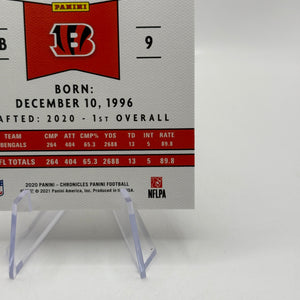 PANINI
B
B 9
BORN:
DECEMBER 10, 1996
AFTED: 2020 - 1ST OVERALL
TEAM CMP ATT CMP% YDS TD INT RATE
BENGALS 264 404 65.3 2688 13 5 89.8
FL TOTALS 264 404 65.3 2688 13 5 89.8
2020 PANINI - CHRONICLES PANINI FOOTBALL
© 2021 Panini America, Inc. Produced in
NFLPA